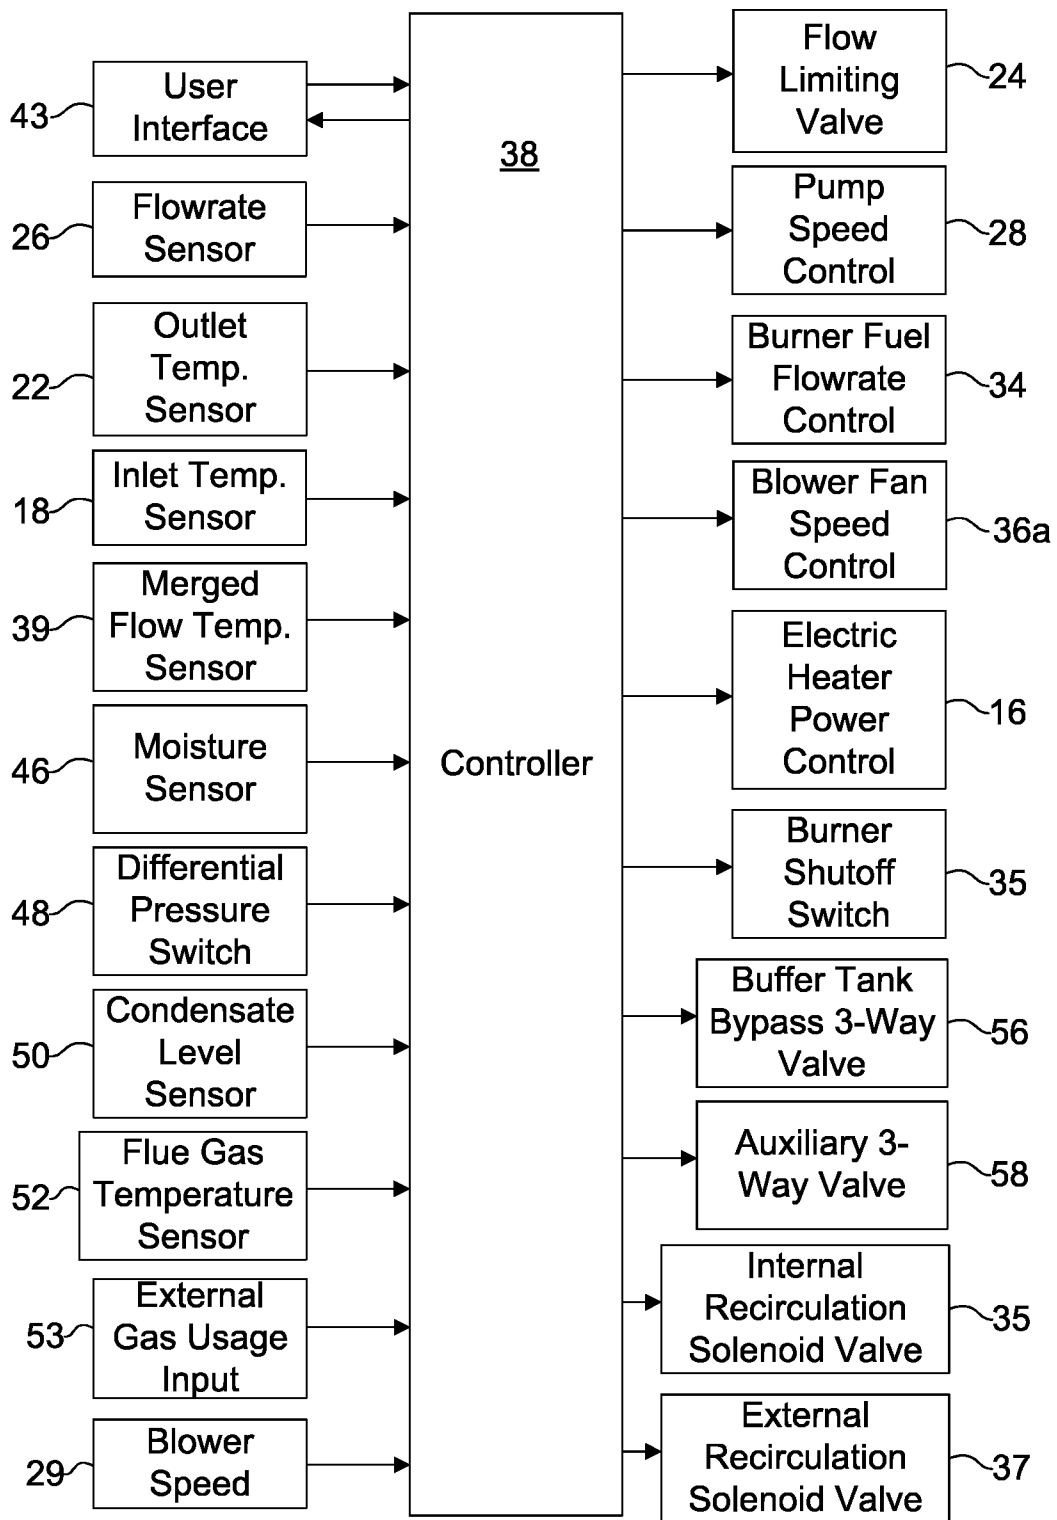 User
Interface
43
Flowrate
Sensor
26
Outlet
Temp.
Sensor
22
Inlet Temp.
Sensor
18
Merged
Flow Temp.
Sensor
39
Moisture
Sensor
46
Differential
Pressure
Switch
48
Condensate
Level
Sensor
50
Flue Gas
Temperature
Sensor
52
External
Gas Usage
Input
53
Blower
Speed
29
38
Controller
Flow
Limiting
Valve
24
Pump
Speed
Control
28
Burner Fuel
Flowrate
Control
34
Blower Fan
Speed
Control
36a
Electric
Heater
Power
Control
16
Burner
Shutoff
Switch
35
Buffer Tank
Bypass 3-Way
Valve
56
Auxiliary 3-
Way Valve
58
Internal
Recirculation
Solenoid Valve
35
External
Recirculation
Solenoid Valve
37